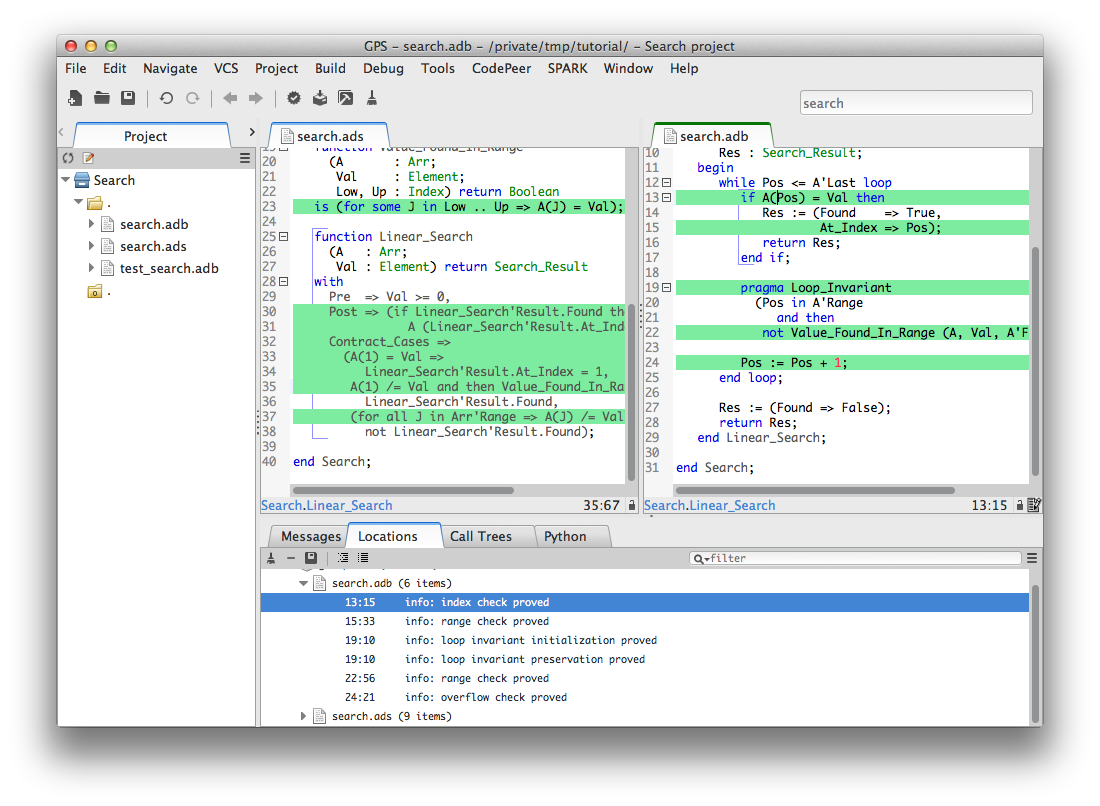 GPS - search.adb - /private/tmp/tutorial/ - Search project
File Edit Navigate VCS Project Build Debug Tools CodePeer SPARK Window Help
search
Project
Search
.
search.adb
search.ads
test_search.adb
.
search.ads
19 function Value_Found_In_Range
20 (A : Arr;
21 Val : Element;
22 Low, Up : Index) return Boolean
23 is (for some J in Low .. Up => A(J) = Val);
24
25 function Linear_Search
26 (A : Arr;
27 Val : Element) return Search_Result
28 with
29 Pre => Val >= 0,
30 Post => (if Linear_Search'Result.Found the
31 A (Linear_Search'Result.At_Inde
32 Contract_Cases =>
33 (A(1) = Val =>
34 Linear_Search'Result.At_Index = 1,
35 A(1) /= Val and then Value_Found_In_Ra
36 Linear_Search'Result.Found,
37 (for all J in Arr'Range => A(J) /= Val
38 not Linear_Search'Result.Found);
39
40 end Search;
Search.Linear_Search 35:67
search.adb
10 Res : Search_Result;
11 begin
12 while Pos <= A'Last loop
13 if A(Pos) = Val then
14 Res := (Found => True,
15 At_Index => Pos);
16 return Res;
17 end if;
18
19 pragma Loop_Invariant
20 (Pos in A'Range
21 and then
22 not Value_Found_In_Range (A, Val, A'F
23
24 Pos := Pos + 1;
25 end loop;
26
27 Res := (Found => False);
28 return Res;
29 end Linear_Search;
30
31 end Search;
Search.Linear_Search 13:15
Messages Locations Call Trees Python
filter
search.adb (6 items)
13:15 info: index check proved
15:33 info: range check proved
19:10 info: loop invariant initialization proved
19:10 info: loop invariant preservation proved
22:56 info: range check proved
24:21 info: overflow check proved
search.ads (9 items)